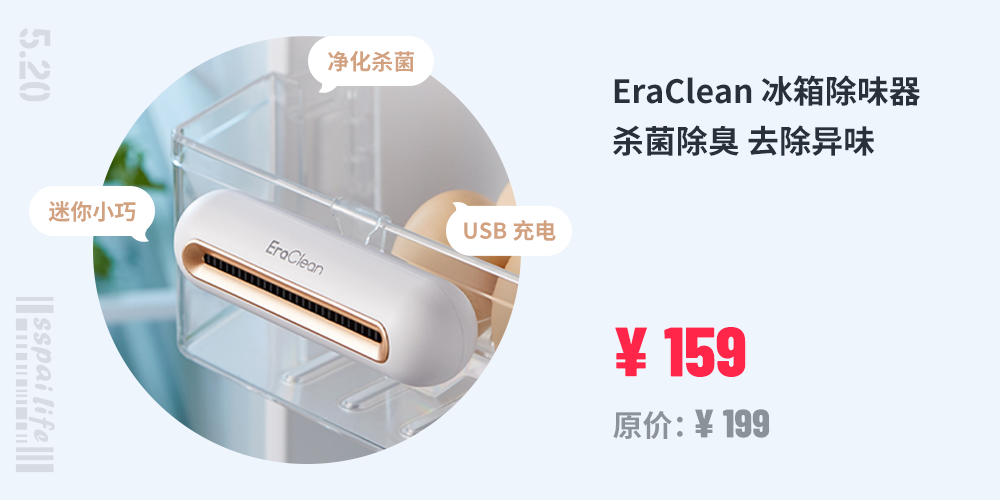 5.20
净化杀菌
迷你小巧
USB 充电
EraClean
sspai life
EraClean 冰箱除味器
杀菌除臭 去除异味
¥ 159
原价：¥ 199